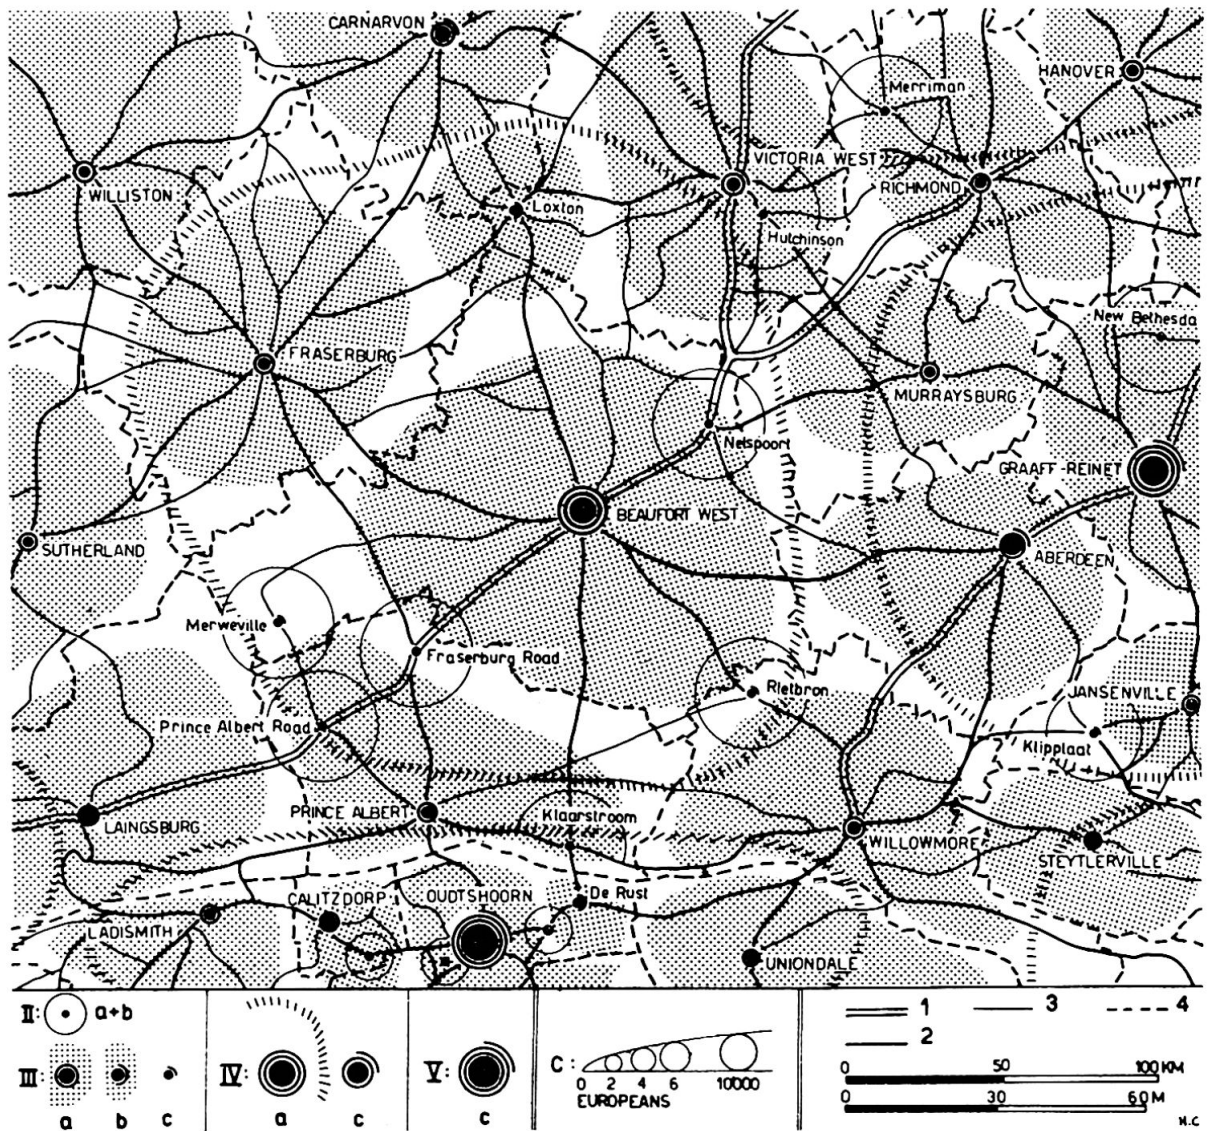 CARNARVON
HANOVER
Merriman
VICTORIA WEST
RICHMOND
WILLISTON
Loxton
Hutchinson
New Bethesda
FRASERBURG
MURRAYSBURG
Nelspoort
GRAAFF-REINET
BEAUFORT WEST
SUTHERLAND
ABERDEEN
Merweville
Fraserburg Road
Rietbron
JANSENVILLE
Prince Albert Road
Klipplaat
PRINCE ALBERT
Klaarstroom
LAINGSBURG
WILLOWMORE
STEYTLERVILLE
De Rust
CALITZDORP
OUDTSHOORN
LADISMITH
UNIONDALE
II: a+b
III:
a b c
IV:
a c
V:
c
C:
0 2 4 6 10'000
EUROPEANS
1 3 4
2
0 50 100 KM
0 30 60 M
H.C